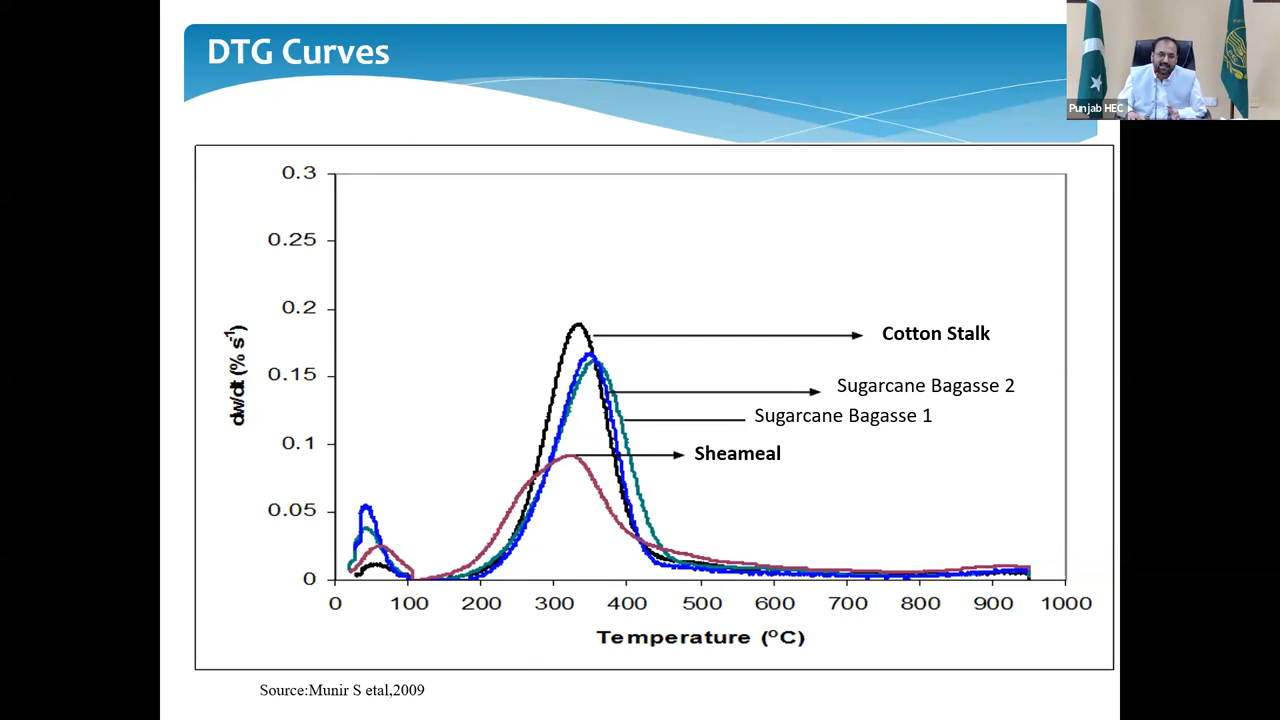 DTG Curves
Punjab HEC
0.3
0.25
0.2
0.15
0.1
0.05
0
dw/dt (% s-1)
Cotton Stalk
Sugarcane Bagasse 2
Sugarcane Bagasse 1
Sheameal
0 100 200 300 400 500 600 700 800 900 1000
Temperature (°C)
Source:Munir S etal,2009